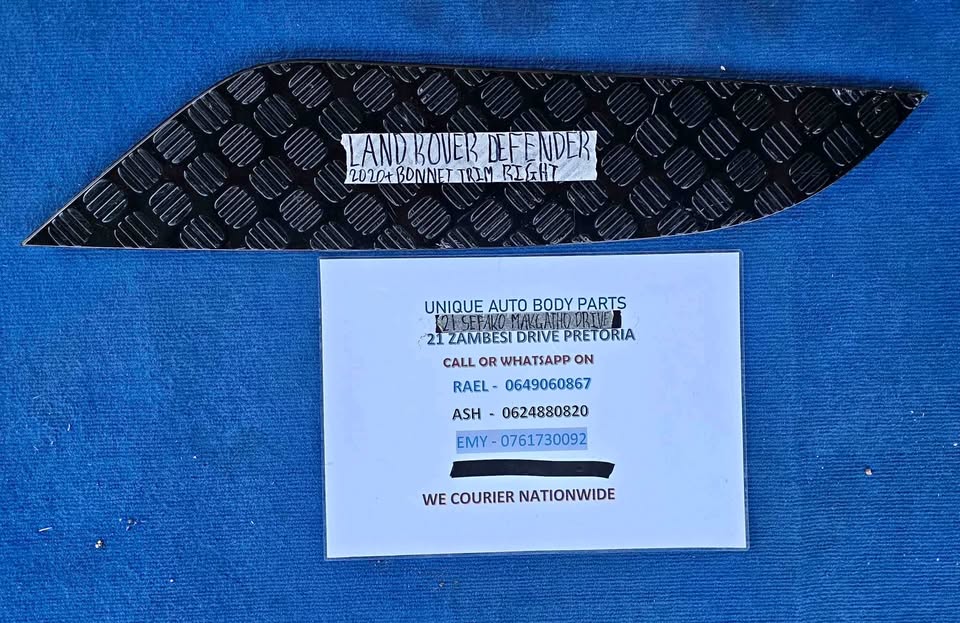 LAND ROVER DEFENDER
2020+ BONNET TRIM RIGHT
UNIQUE AUTO BODY PARTS
21 SEFAKO MAKGATHO DRIVE
21 ZAMBESI DRIVE PRETORIA
CALL OR WHATSAPP ON
RAEL - 0649060867
ASH - 0624880820
EMY - 0761730092
WE COURIER NATIONWIDE